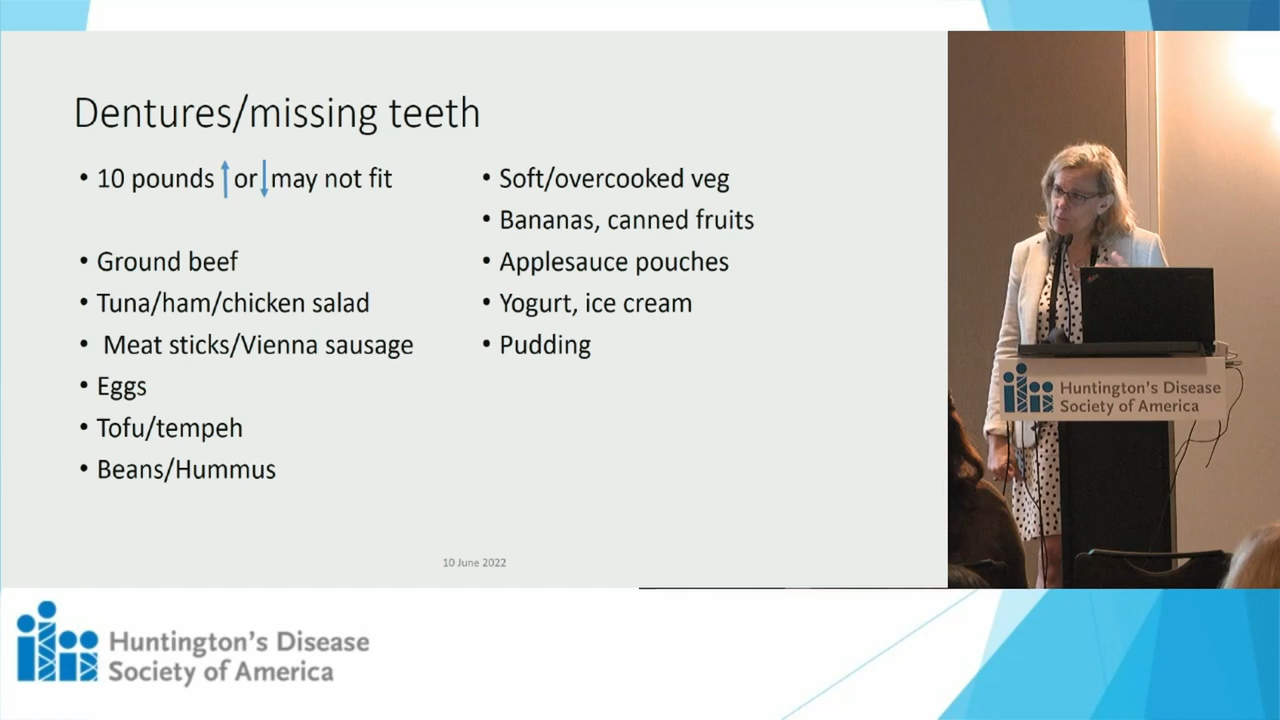 Dentures/missing teeth
• 10 pounds ↑ or ↓ may not fit
• Ground beef
• Tuna/ham/chicken salad
• Meat sticks/Vienna sausage
• Eggs
• Tofu/tempeh
• Beans/Hummus
• Soft/overcooked veg
• Bananas, canned fruits
• Applesauce pouches
• Yogurt, ice cream
• Pudding
10 June 2022
Huntington's Disease
Society of America
Huntington's Disease
Society of America